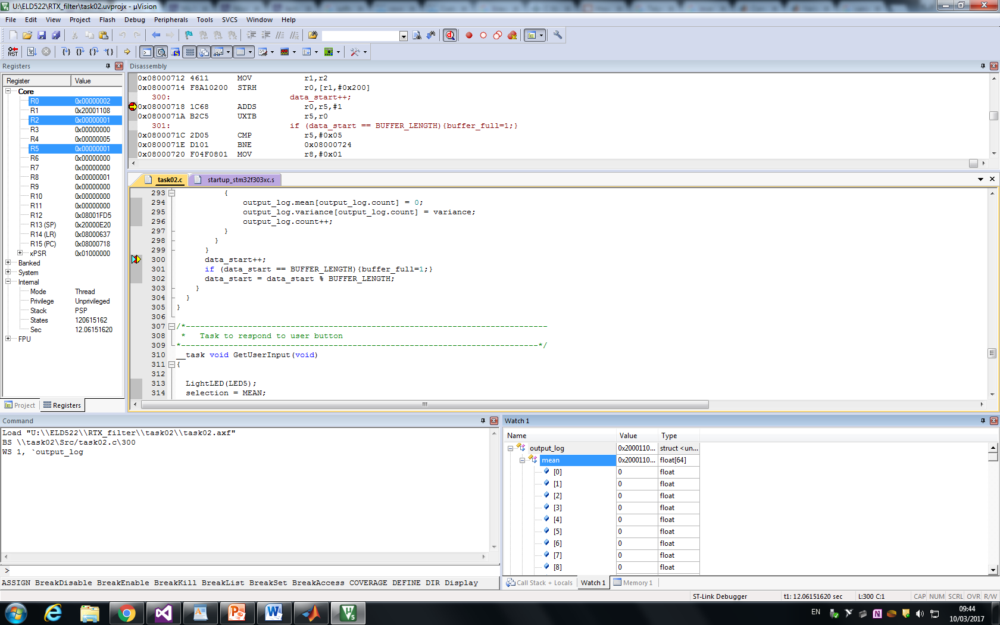 U:\ELD522\RTX_filter\task02.uvprojx - µVision
File Edit View Project Flash Debug Peripherals Tools SVCS Window Help
Registers
Register Value
Core
R0 0x00000002
R1 0x20001108
R2 0x00000001
R3 0x00000000
R4 0x00000005
R5 0x00000001
R6 0x00000000
R7 0x00000000
R8 0x00000001
R9 0x00000000
R10 0x00000000
R11 0x00000000
R12 0x08001FD5
R13 (SP) 0x20000E20
R14 (LR) 0x08000637
R15 (PC) 0x08000718
xPSR 0x01000000
Banked
System
Internal
Mode Thread
Privilege Unprivileged
Stack PSP
States 120615162
Sec 12.06151620
FPU
Project Registers
Disassembly
0x08000712 4611 MOV r1,r2
0x08000714 F8A10200 STRH r0,[r1,#0x200]
300: data_start++;
0x08000718 1C68 ADDS r0,r5,#1
0x0800071A B2C5 UXTB r5,r0
301: if (data_start == BUFFER_LENGTH){buffer_full=1;}
0x0800071C 2D05 CMP r5,#0x05
0x0800071E D101 BNE 0x08000724
0x08000720 F04F0801 MOV r8,#0x01
task02.c startup_stm32f303xc.s
293 {
294 output_log.mean[output_log.count] = 0;
295 output_log.variance[output_log.count] = variance;
296 output_log.count++;
297 }
298 }
299 }
300 data_start++;
301 if (data_start == BUFFER_LENGTH){buffer_full=1;}
302 data_start = data_start % BUFFER_LENGTH;
303 }
304 }
305 }
306
307 /*----------------------------------------------------------------------------
308 * Task to respond to user button
309 *---------------------------------------------------------------------------*/
310 __task void GetUserInput(void)
311 {
312
313 LightLED(LED5);
314 selection = MEAN;
Command
Load "U:\\ELD522\\RTX_filter\\task02\\task02.axf"
BS \\task02\Src/task02.c\300
WS 1, `output_log
>
ASSIGN BreakDisable BreakEnable BreakKill BreakList BreakSet BreakAccess COVERAGE DEFINE DIR Display
Watch 1
Name Value Type
output_log 0x2000110... struct <un...
mean 0x2000110... float[64]
[0] 0 float
[1] 0 float
[2] 0 float
[3] 0 float
[4] 0 float
[5] 0 float
[6] 0 float
[7] 0 float
[8] 0 float
Call Stack + Locals Watch 1 Memory 1
ST-Link Debugger t1: 12.06151620 sec L:300 C:1 CAP NUM SCRL OVR R/W
EN 09:44
10/03/2017